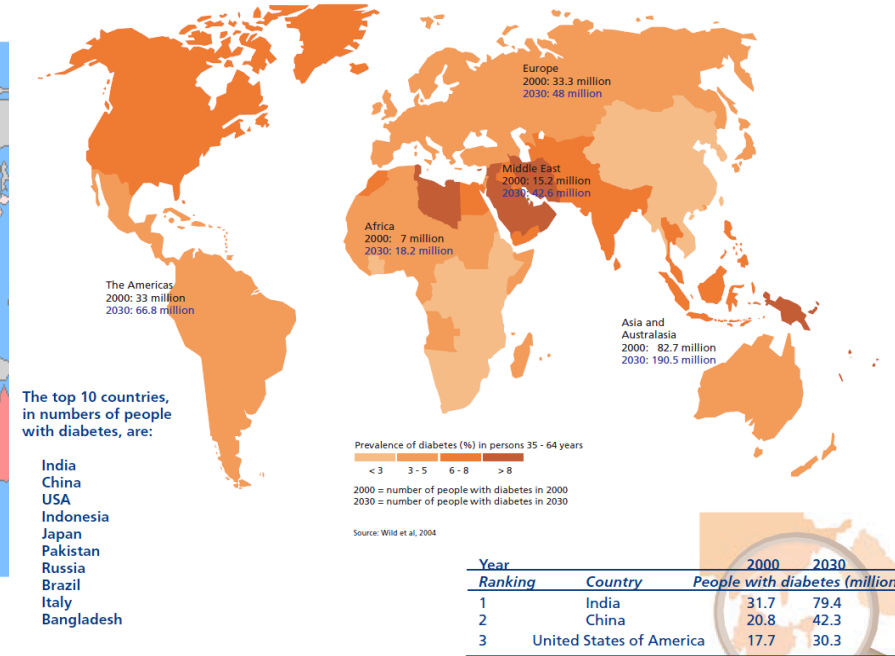 Europe
2000: 33.3 million
2030: 48 million
Middle East
2000: 15.2 million
2030: 42.6 million
Africa
2000: 7 million
2030: 18.2 million
The Americas
2000: 33 million
2030: 66.8 million
Asia and
Australasia
2000: 82.7 million
2030: 190.5 million
The top 10 countries,
in numbers of people
with diabetes, are:
India
China
USA
Indonesia
Japan
Pakistan
Russia
Brazil
Italy
Bangladesh
Prevalence of diabetes (%) in persons 35 - 64 years
< 3 3 - 5 6 - 8 > 8
2000 = number of people with diabetes in 2000
2030 = number of people with diabetes in 2030
Source: Wild et al, 2004
Year 2000 2030
Ranking Country People with diabetes (million
1 India 31.7 79.4
2 China 20.8 42.3
3 United States of America 17.7 30.3